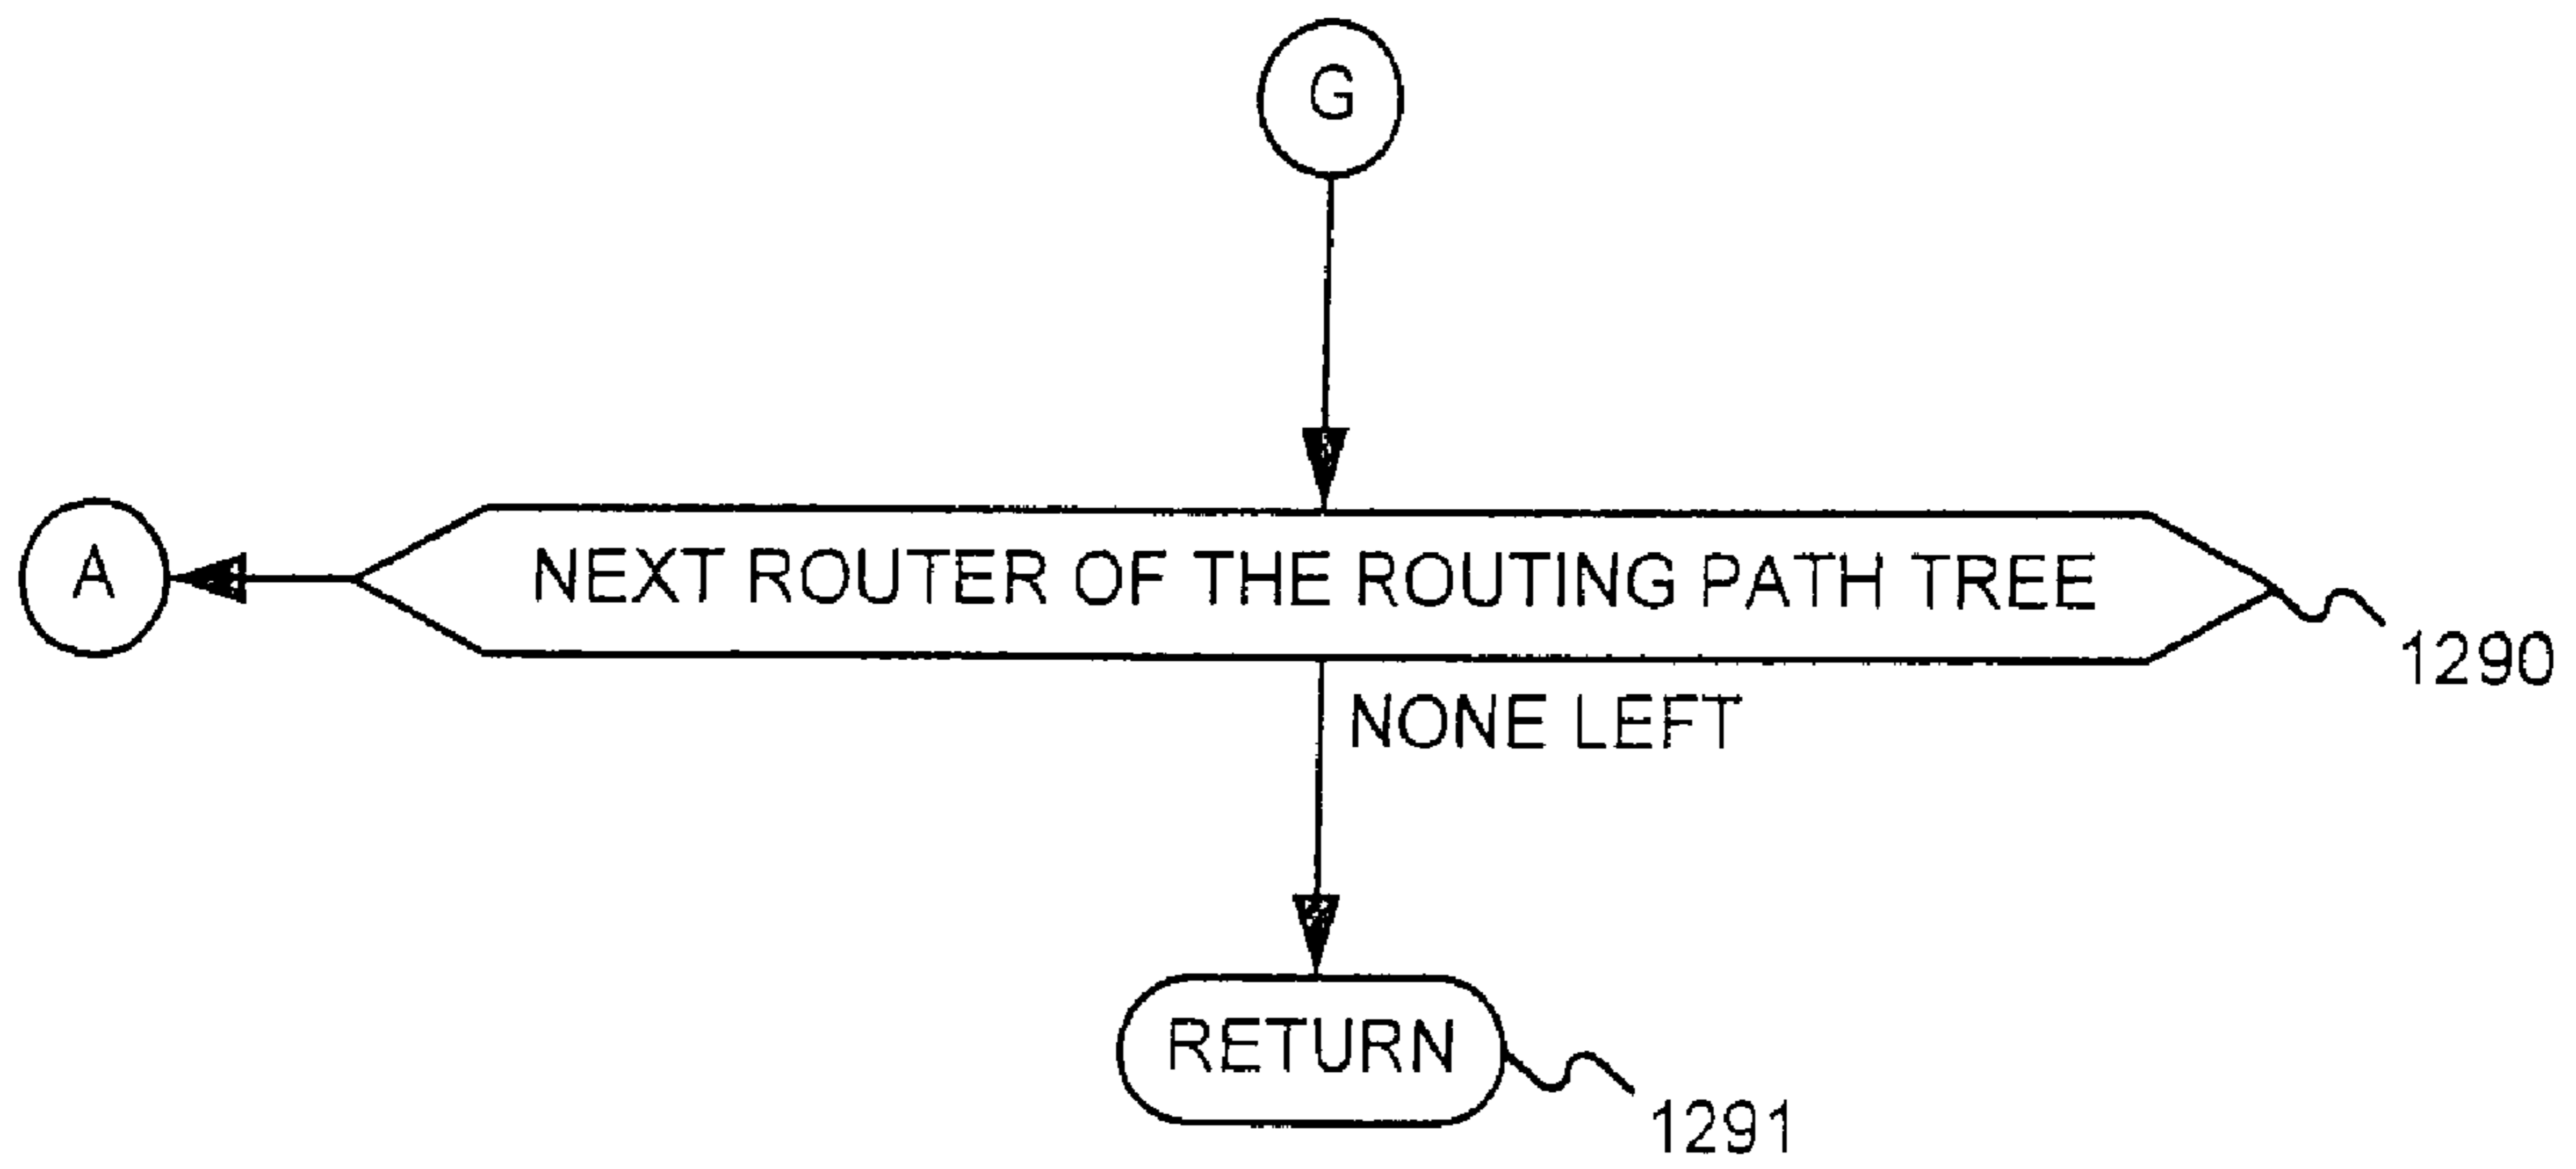 G
A
NEXT ROUTER OF THE ROUTING PATH TREE
1290
NONE LEFT
RETURN
1291